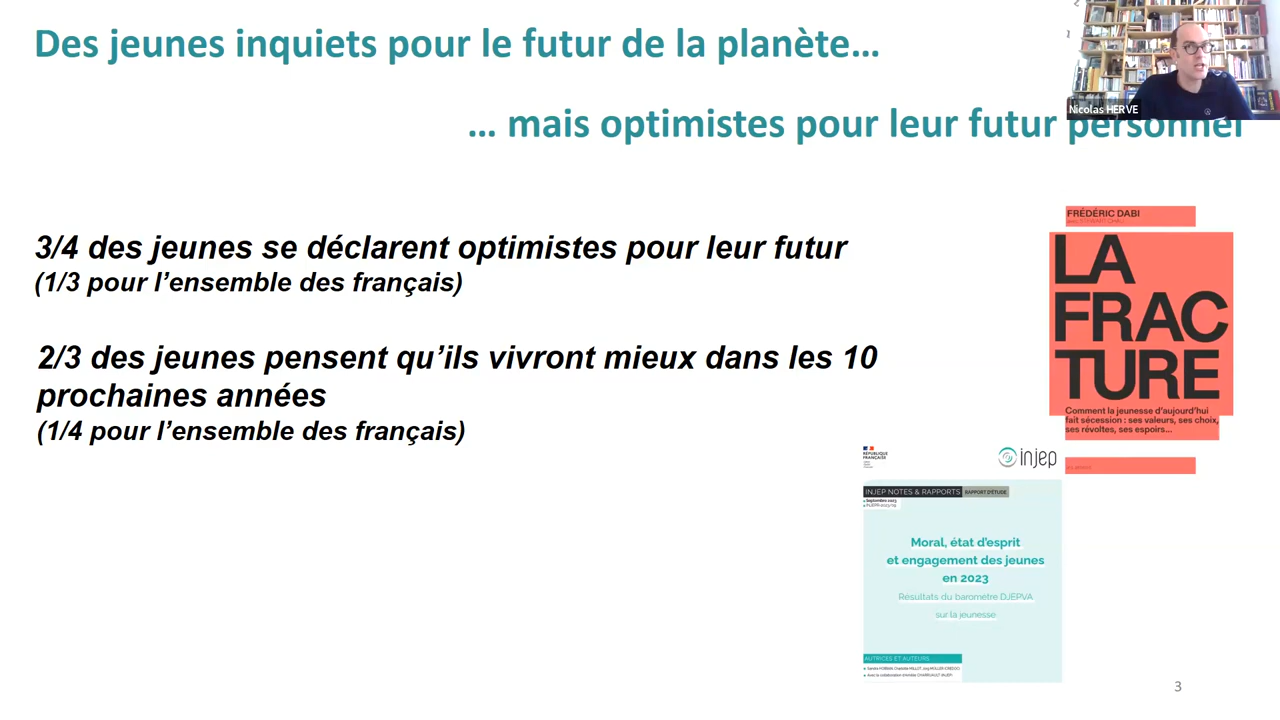 Des jeunes inquiets pour le futur de la planète…
… mais optimistes pour leur futur personnel
Nicolas HERVE
3/4 des jeunes se déclarent optimistes pour leur futur
(1/3 pour l’ensemble des français)
2/3 des jeunes pensent qu’ils vivront mieux dans les 10
prochaines années
(1/4 pour l’ensemble des français)
FRÉDÉRIC DABI
LA
FRAC
TURE
Comment la jeunesse d’aujourd’hui
fait sécession : ses valeurs, ses choix,
ses révoltes, ses espoirs…
RÉPUBLIQUE
FRANÇAISE
injep
INJEP NOTES & RAPPORTS
RAPPORT D’ÉTUDE
Septembre 2023
Moral, état d’esprit
et engagement des jeunes
en 2023
Résultats du baromètre DJEPVA
sur la jeunesse
AUTRICES ET AUTEURS
3